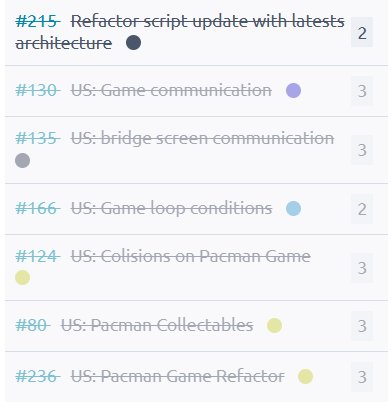 #215 Refactor script update with latests 2
architecture
#130 US: Game communication 3
#135 US: bridge screen communication 3
#166 US: Game loop conditions 2
#124 US: Colisions on Pacman Game 3
#80 US: Pacman Collectables 3
#236 US: Pacman Game Refactor 3